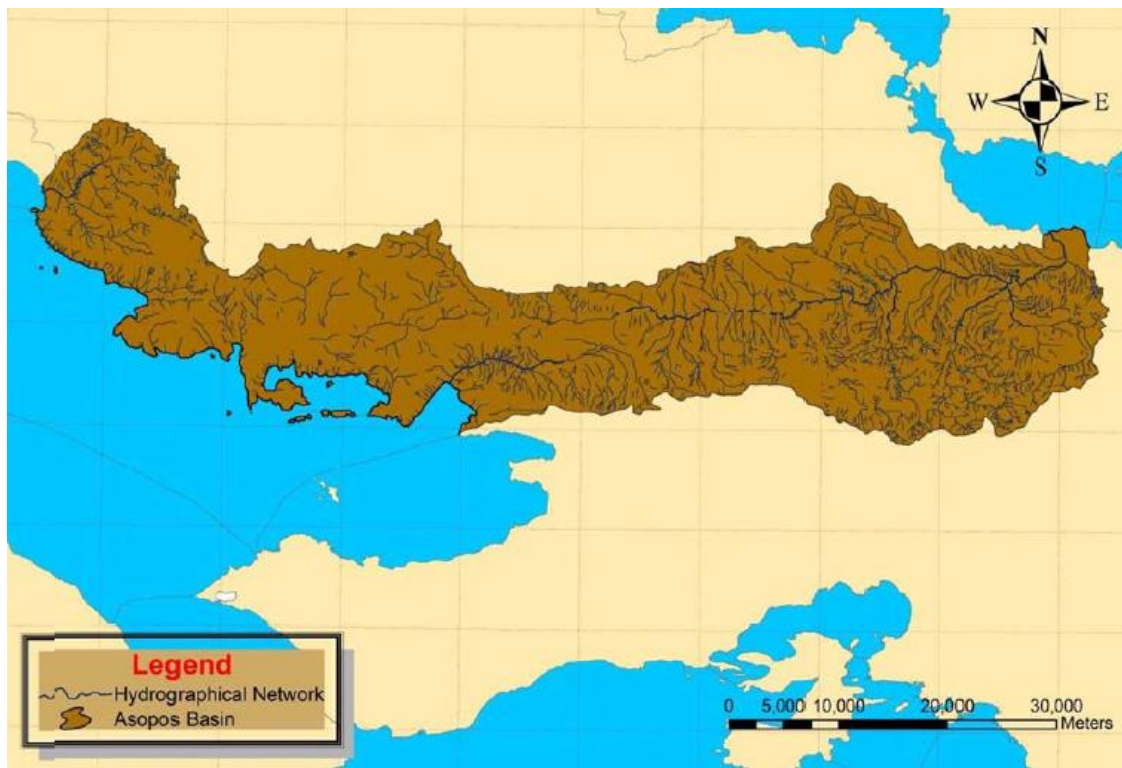 N
W E
S
Legend
Hydrographical Network
Asopos Basin
0 5,000 10,000 20,000 30,000
Meters